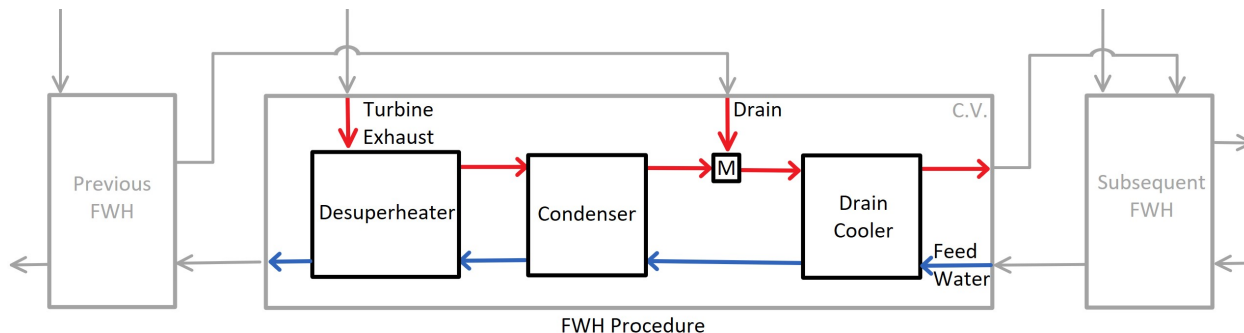 Previous
FWH
Turbine
Exhaust
Desuperheater
Condenser
Drain
M
Drain
Cooler
C.V.
Feed
Water
Subsequent
FWH
FWH Procedure